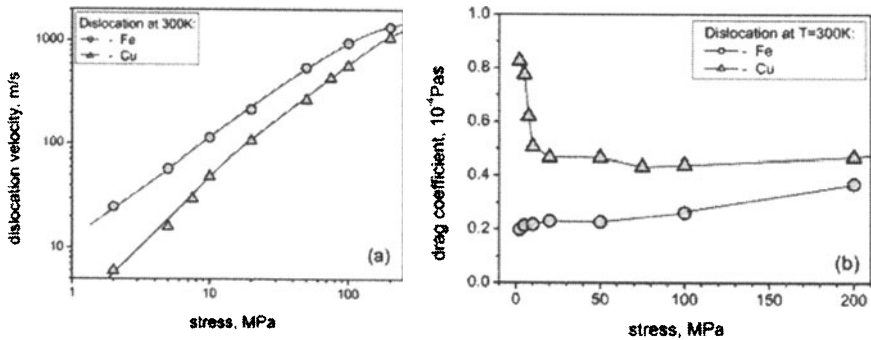 Dislocation at 300K:
- Fe
- Cu
1000
100
10
1
10
100
dislocation velocity, m/s
stress, MPa
(a)
Dislocation at T=300K:
- Fe
- Cu
1.0
0.8
0.6
0.4
0.2
0.0
0
50
100
150
200
drag coefficient, 10⁻⁴Pas
stress, MPa
(b)